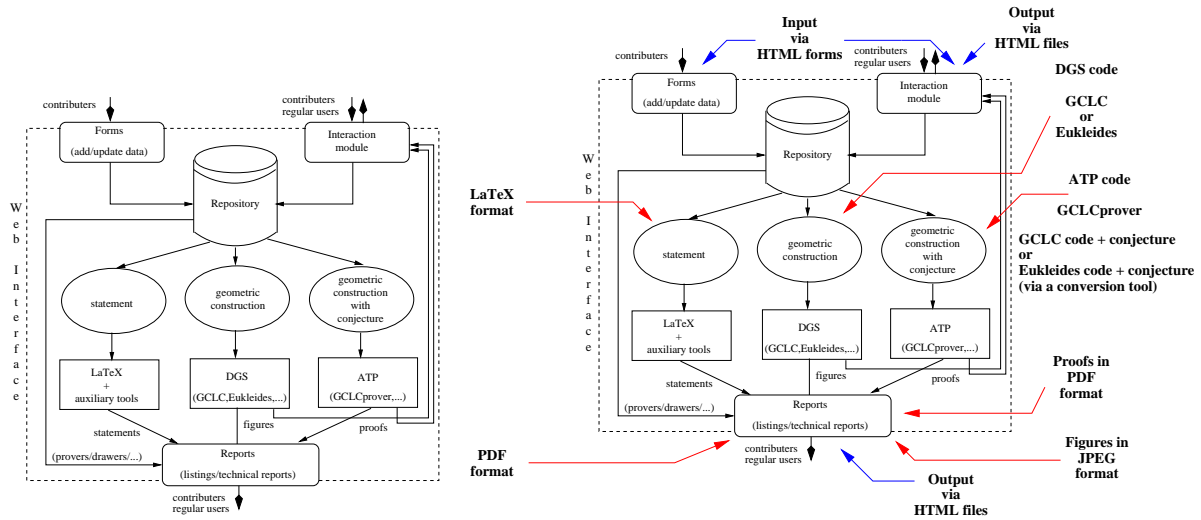 contributers
contributers
regular users
Forms
(add/update data)
Interaction
module
Repository
Web Interface
statement
geometric
construction
geometric
construction
with
conjecture
LaTeX
+
auxiliary tools
DGS
(GCLC,Eukleides,...)
ATP
(GCLCprover,...)
statements
figures
proofs
(provers/drawers/...)
Reports
(listings/technical reports)
contributers
regular users
Input
via
HTML forms
Output
via
HTML files
contributers
contributers
regular users
DGS code
Forms
(add/update data)
Interaction
module
GCLC
or
Eukleides
Repository
Web Interface
LaTeX
format
ATP code
GCLCprover
statement
geometric
construction
geometric
construction
with
conjecture
GCLC code + conjecture
or
Eukleides code + conjecture
(via a conversion tool)
LaTeX
+
auxiliary tools
DGS
(GCLC,Eukleides,...)
ATP
(GCLCprover,...)
statements
figures
proofs
Proofs in
PDF
format
(provers/drawers/...)
Reports
(listings/technical reports)
PDF
format
contributers
regular users
Figures in
JPEG
format
Output
via
HTML files